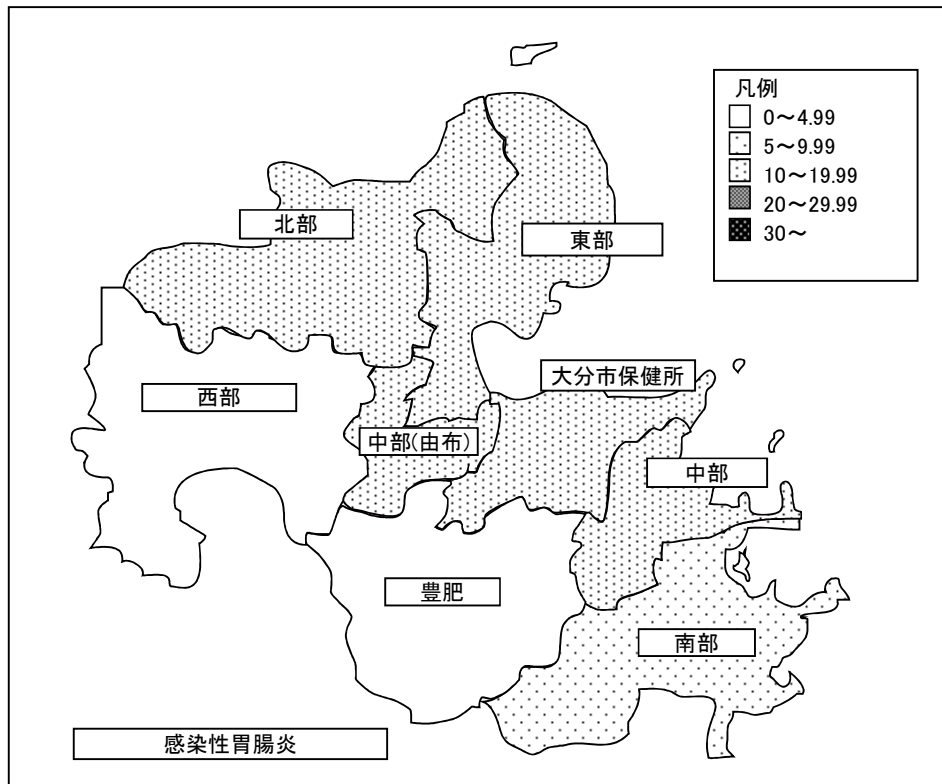 凡例
0～4.99
5～9.99
10～19.99
20～29.99
30～
北部
東部
大分市保健所
西部
中部(由布)
中部
豊肥
南部
感染性胃腸炎